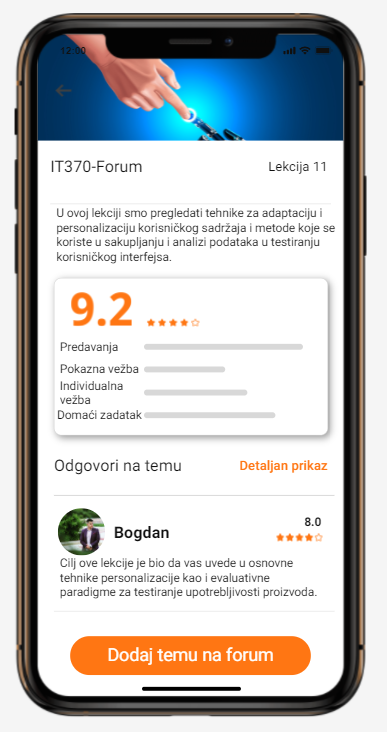 12:00
IT370-Forum
Lekcija 11
U ovoj lekciji smo pregledati tehnike za adaptaciju i
personalizaciju korisničkog sadržaja i metode koje se
koriste u sakupljanju i analizi podataka u testiranju
korisničkog interfejsa.
9.2
Predavanja
Pokazna vežba
Individualna
vežba
Domaći zadatak
Odgovori na temu
Detaljan prikaz
8.0
Bogdan
Cilj ove lekcije je bio da vas uvede u osnovne
tehnike personalizacije kao i evaluativne
paradigme za testiranje upotrebljivosti proizvoda.
Dodaj temu na forum